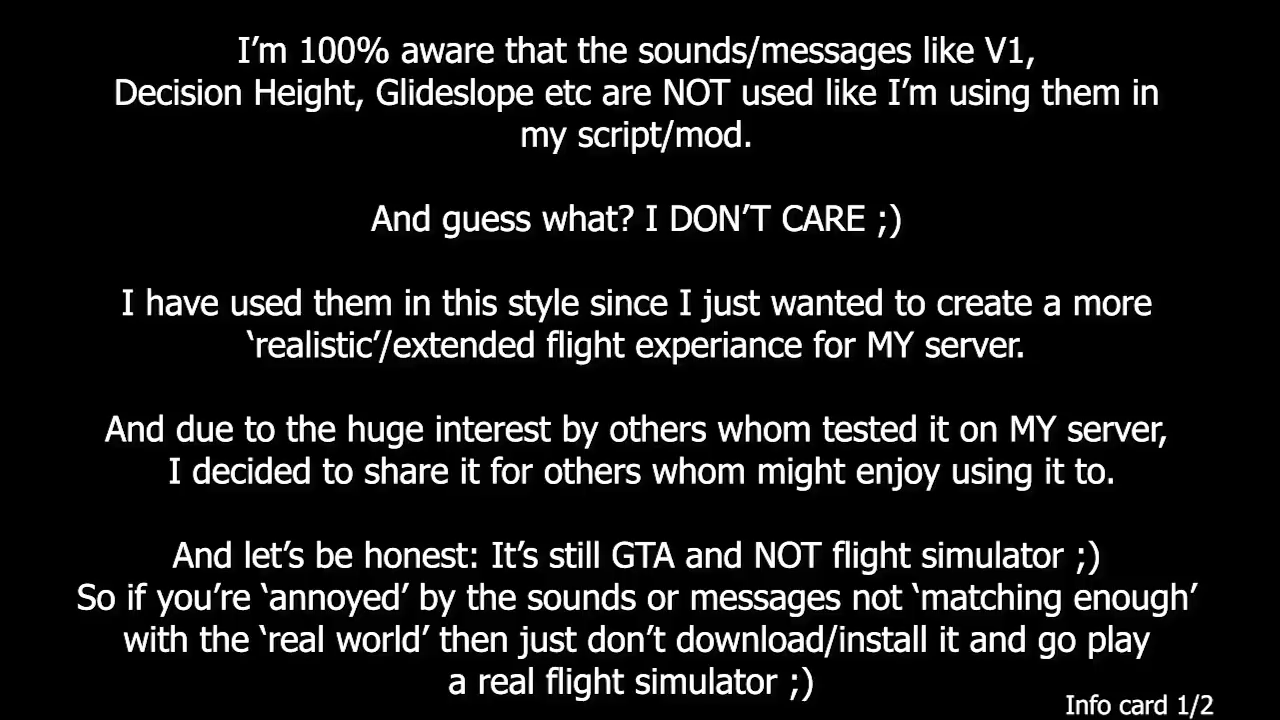 I’m 100% aware that the sounds/messages like V1,
Decision Height, Glideslope etc are NOT used like I’m using them in
my script/mod.
And guess what? I DON’T CARE ;)
I have used them in this style since I just wanted to create a more
‘realistic’/extended flight experiance for MY server.
And due to the huge interest by others whom tested it on MY server,
I decided to share it for others whom might enjoy using it to.
And let’s be honest: It’s still GTA and NOT flight simulator ;)
So if you’re ‘annoyed’ by the sounds or messages not ‘matching enough’
with the ‘real world’ then just don’t download/install it and go play
a real flight simulator ;)
Info card 1/2